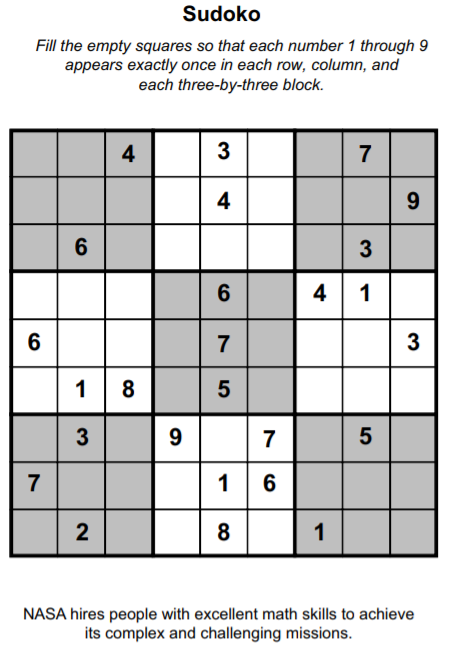 Sudoko
Fill the empty squares so that each number 1 through 9
appears exactly once in each row, column, and
each three-by-three block.
4 3 7
4 9
6 3
6 4 1
6 7 3
1 8 5
3 9 7 5
7 1 6
2 8 1
NASA hires people with excellent math skills to achieve
its complex and challenging missions.